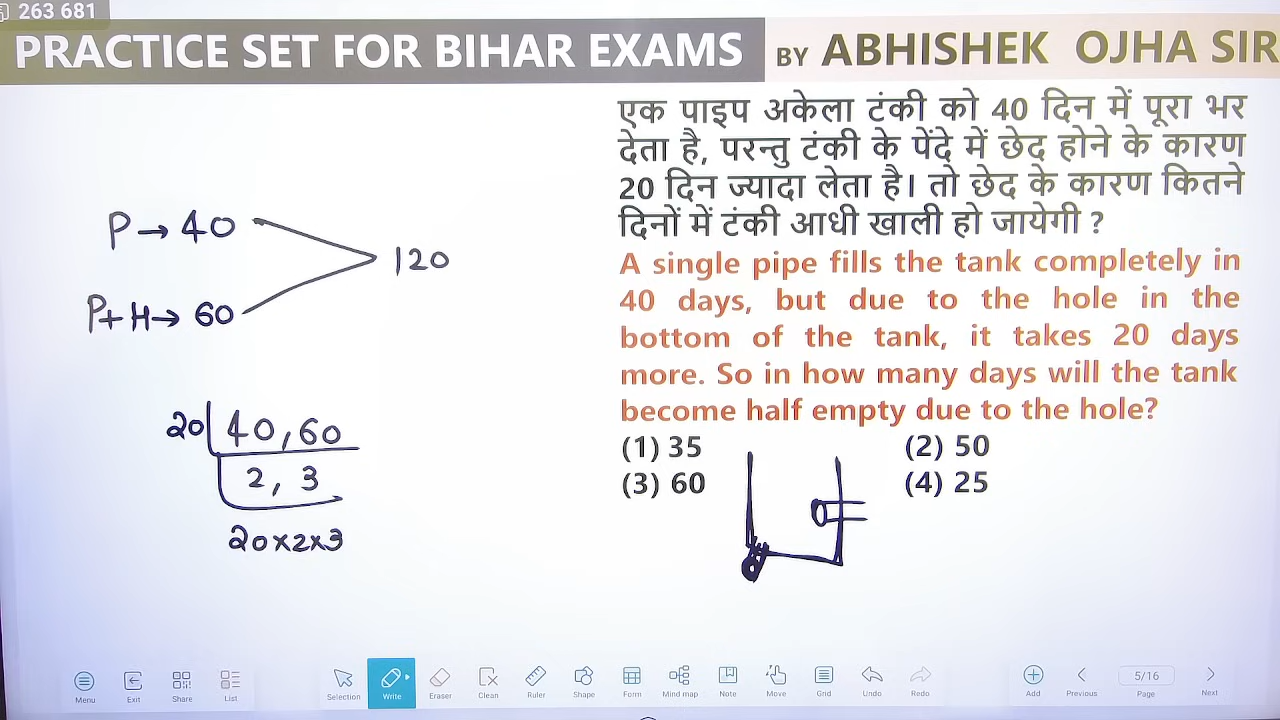 263 681
PRACTICE SET FOR BIHAR EXAMS BY ABHISHEK OJHA SIR
एक पाइप अकेला टंकी को 40 दिन में पूरा भर
देता है, परन्तु टंकी के पेंदे में छेद होने के कारण
20 दिन ज्यादा लेता है। तो छेद के कारण कितने
दिनों में टंकी आधी खाली हो जायेगी ?
A single pipe fills the tank completely in
40 days, but due to the hole in the
bottom of the tank, it takes 20 days
more. So in how many days will the tank
become half empty due to the hole?
(1) 35 (2) 50
(3) 60 (4) 25
P→40
120
P+H→60
20 40,60
2, 3
20×2×3
Menu Exit Share List Selection Write Eraser Clean Ruler Shape Form Mind map Note Move Grid Undo Redo Add Previous 5/16 Page Next